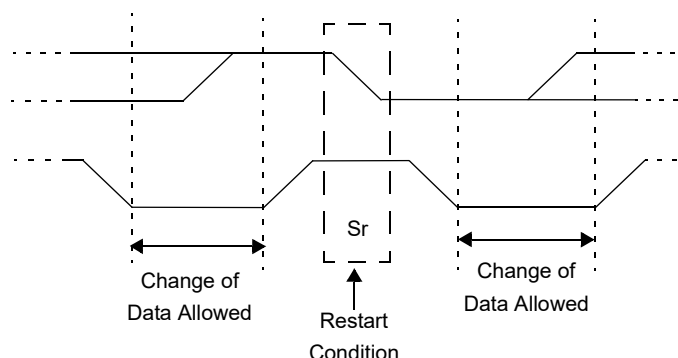 Sr
Change of
Data Allowed
Restart
Condition
Change of
Data Allowed